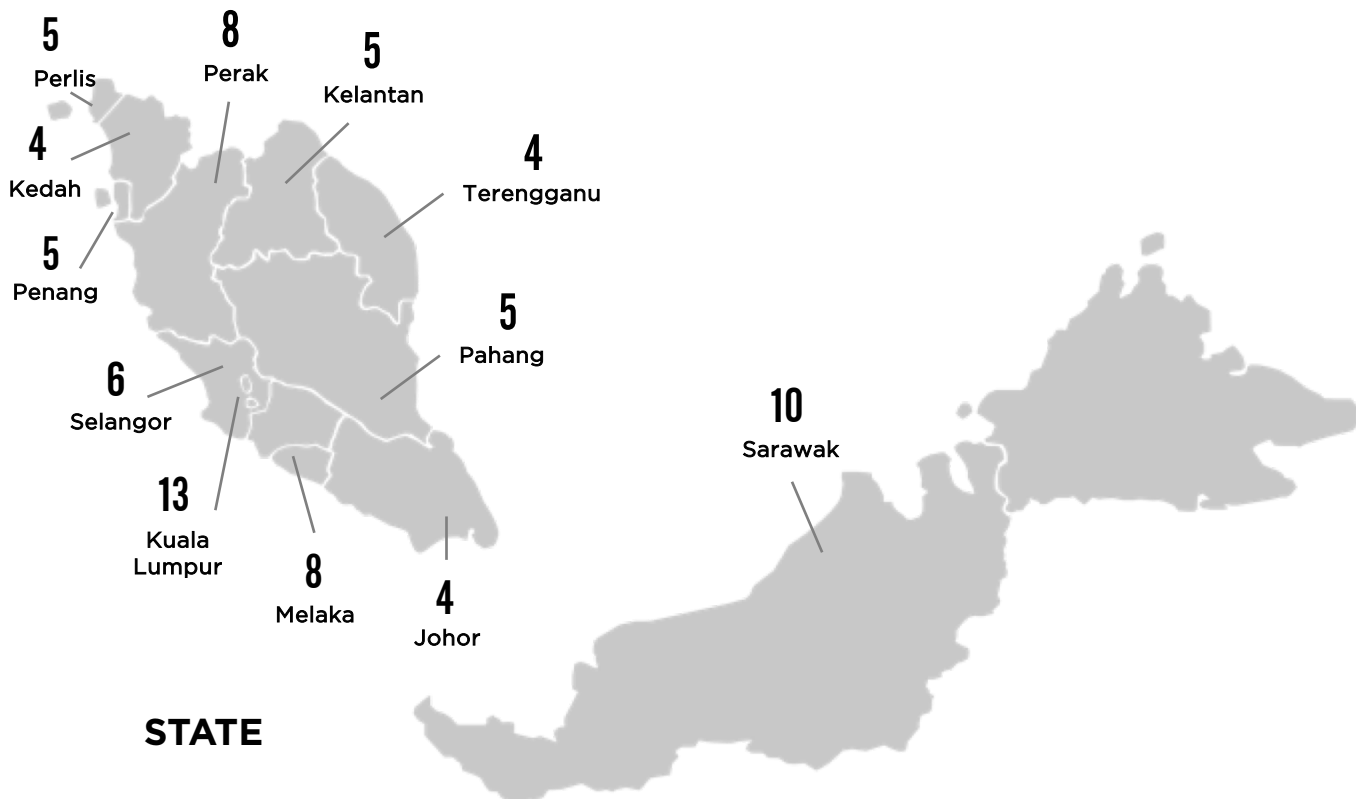 5
Perlis
8
Perak
5
Kelantan
4
Kedah
4
Terengganu
5
Penang
5
Pahang
6
Selangor
10
Sarawak
13
Kuala
Lumpur
8
Melaka
4
Johor
STATE